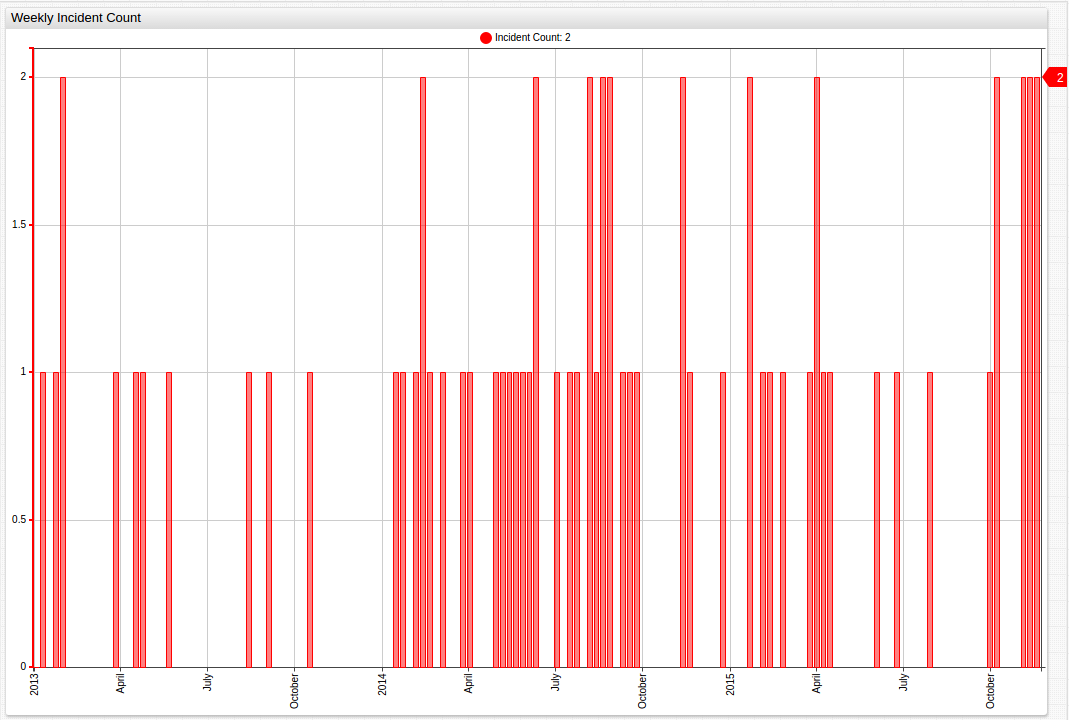 Weekly Incident Count
Incident Count: 2
2
2
1.5
1
0.5
0
2013
April
July
October
2014
April
July
October
2015
April
July
October